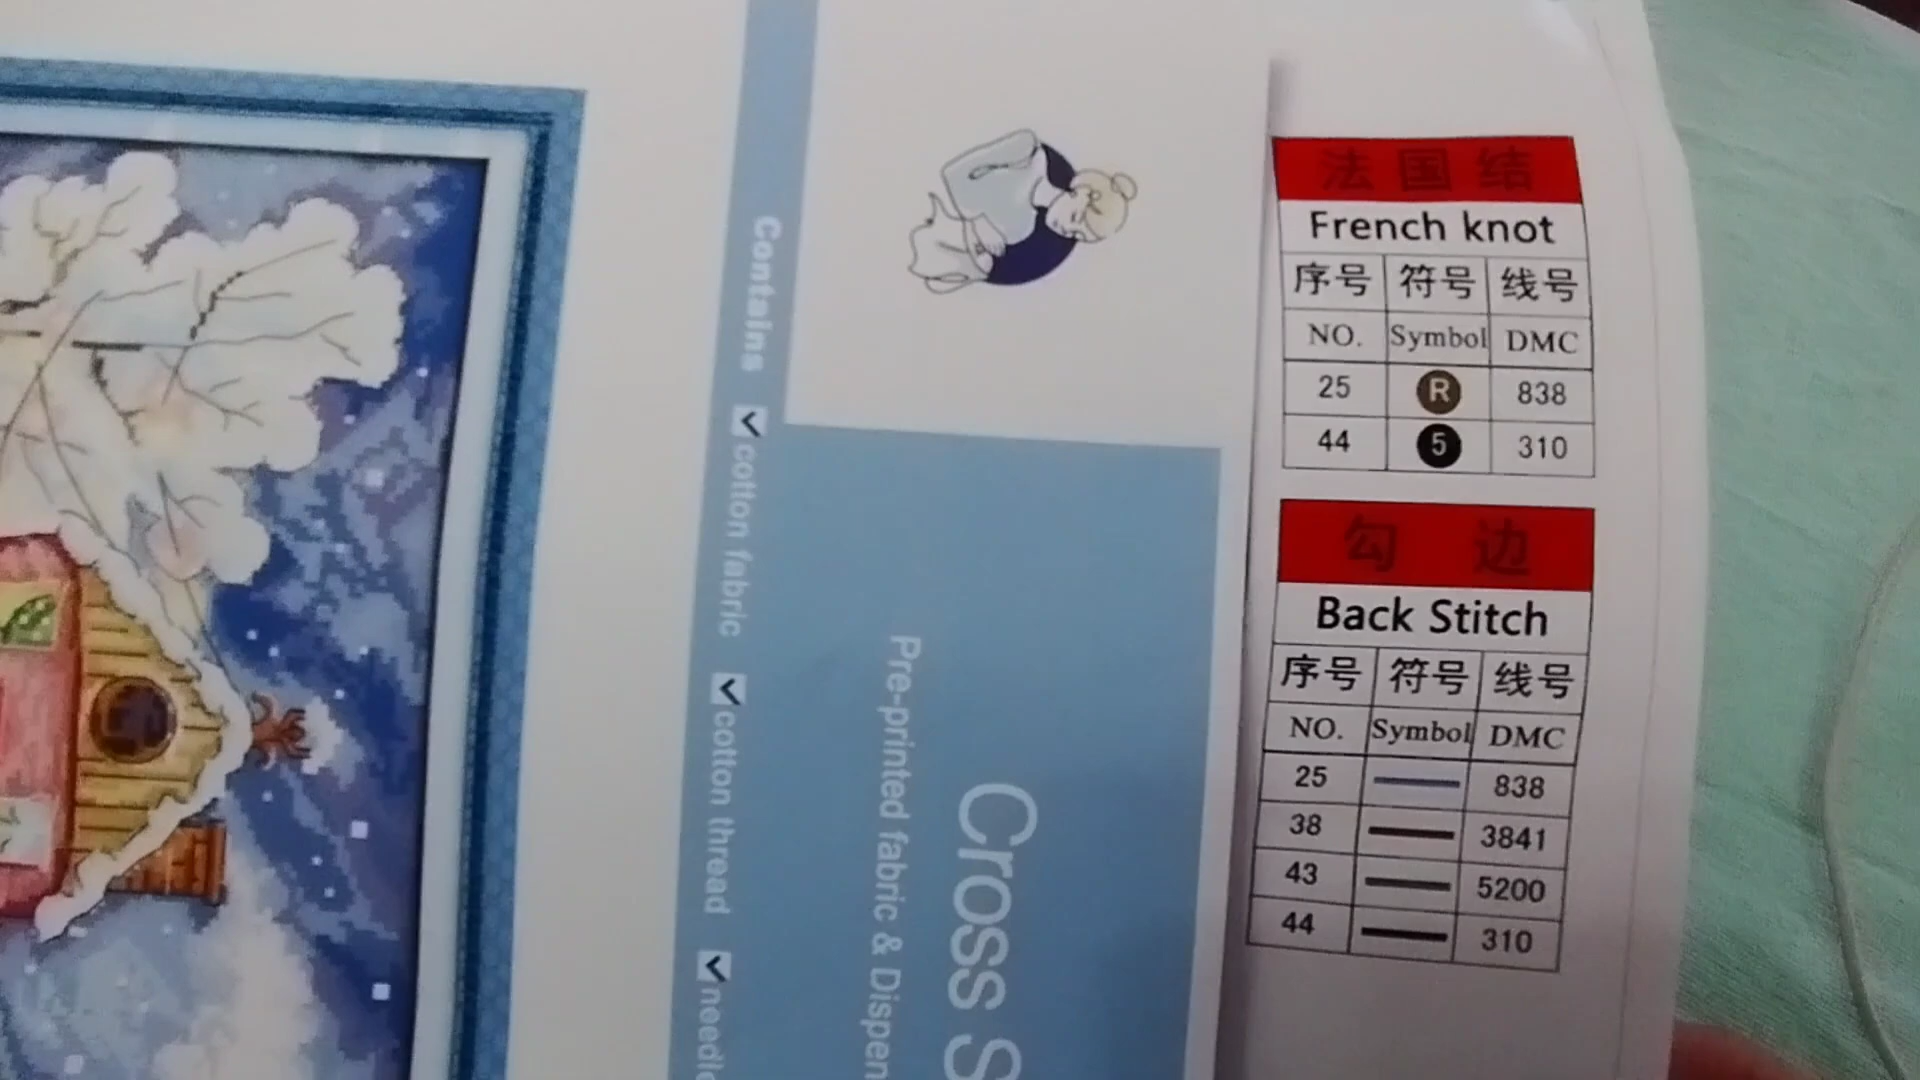 Contains ✓cotton fabric ✓cotton thread ✓needle
Pre-printed fabric & Dispen
Cross S
法国结
French knot
序号 符号 线号
NO. Symbol DMC
25 R 838
44 5 310
勾 边
Back Stitch
序号 符号 线号
NO. Symbol DMC
25 838
38 3841
43 5200
44 310